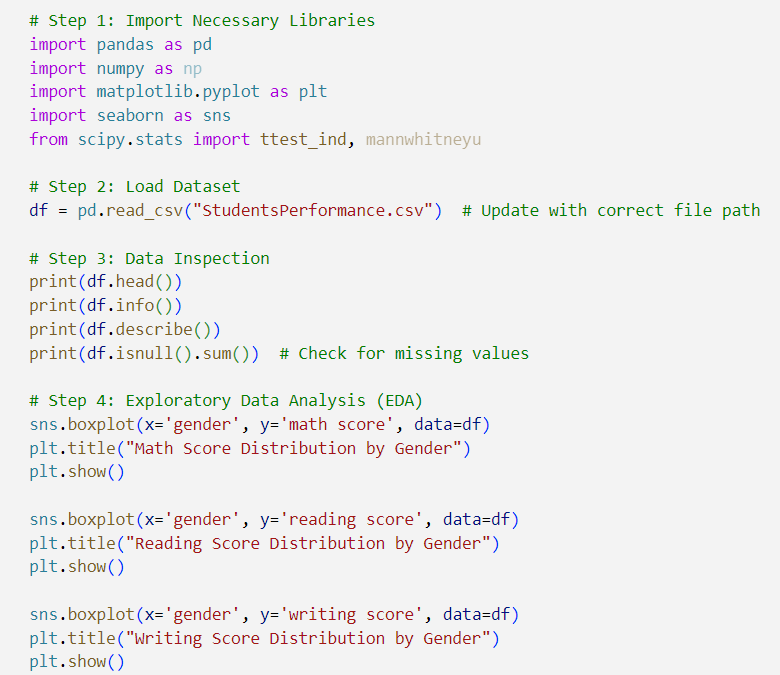 # Step 1: Import Necessary Libraries
import pandas as pd
import numpy as np
import matplotlib.pyplot as plt
import seaborn as sns
from scipy.stats import ttest_ind, mannwhitneyu
# Step 2: Load Dataset
df = pd.read_csv("StudentsPerformance.csv")  # Update with correct file path
# Step 3: Data Inspection
print(df.head())
print(df.info())
print(df.describe())
print(df.isnull().sum())  # Check for missing values
# Step 4: Exploratory Data Analysis (EDA)
sns.boxplot(x='gender', y='math score', data=df)
plt.title("Math Score Distribution by Gender")
plt.show()
sns.boxplot(x='gender', y='reading score', data=df)
plt.title("Reading Score Distribution by Gender")
plt.show()
sns.boxplot(x='gender', y='writing score', data=df)
plt.title("Writing Score Distribution by Gender")
plt.show()